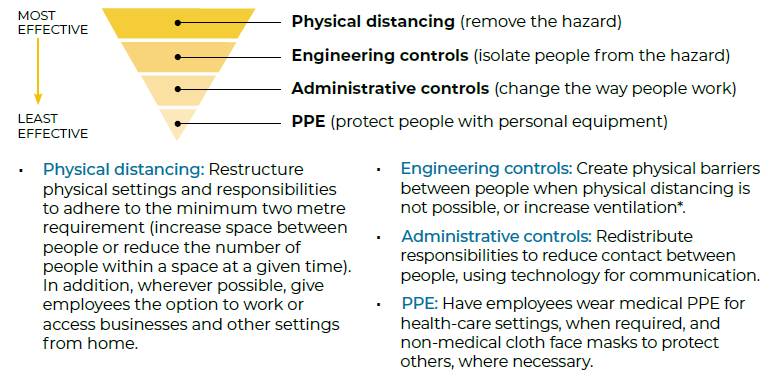 MOST
EFFECTIVE
LEAST
EFFECTIVE
Physical distancing (remove the hazard)
Engineering controls (isolate people from the hazard)
Administrative controls (change the way people work)
PPE (protect people with personal equipment)
• Physical distancing: Restructure
physical settings and responsibilities
to adhere to the minimum two metre
requirement (increase space between
people or reduce the number of
people within a space at a given time).
In addition, wherever possible, give
employees the option to work or
access businesses and other settings
from home.
• Engineering controls: Create physical barriers
between people when physical distancing is
not possible, or increase ventilation*.
• Administrative controls: Redistribute
responsibilities to reduce contact between
people, using technology for communication.
• PPE: Have employees wear medical PPE for
health-care settings, when required, and
non-medical cloth face masks to protect
others, where necessary.